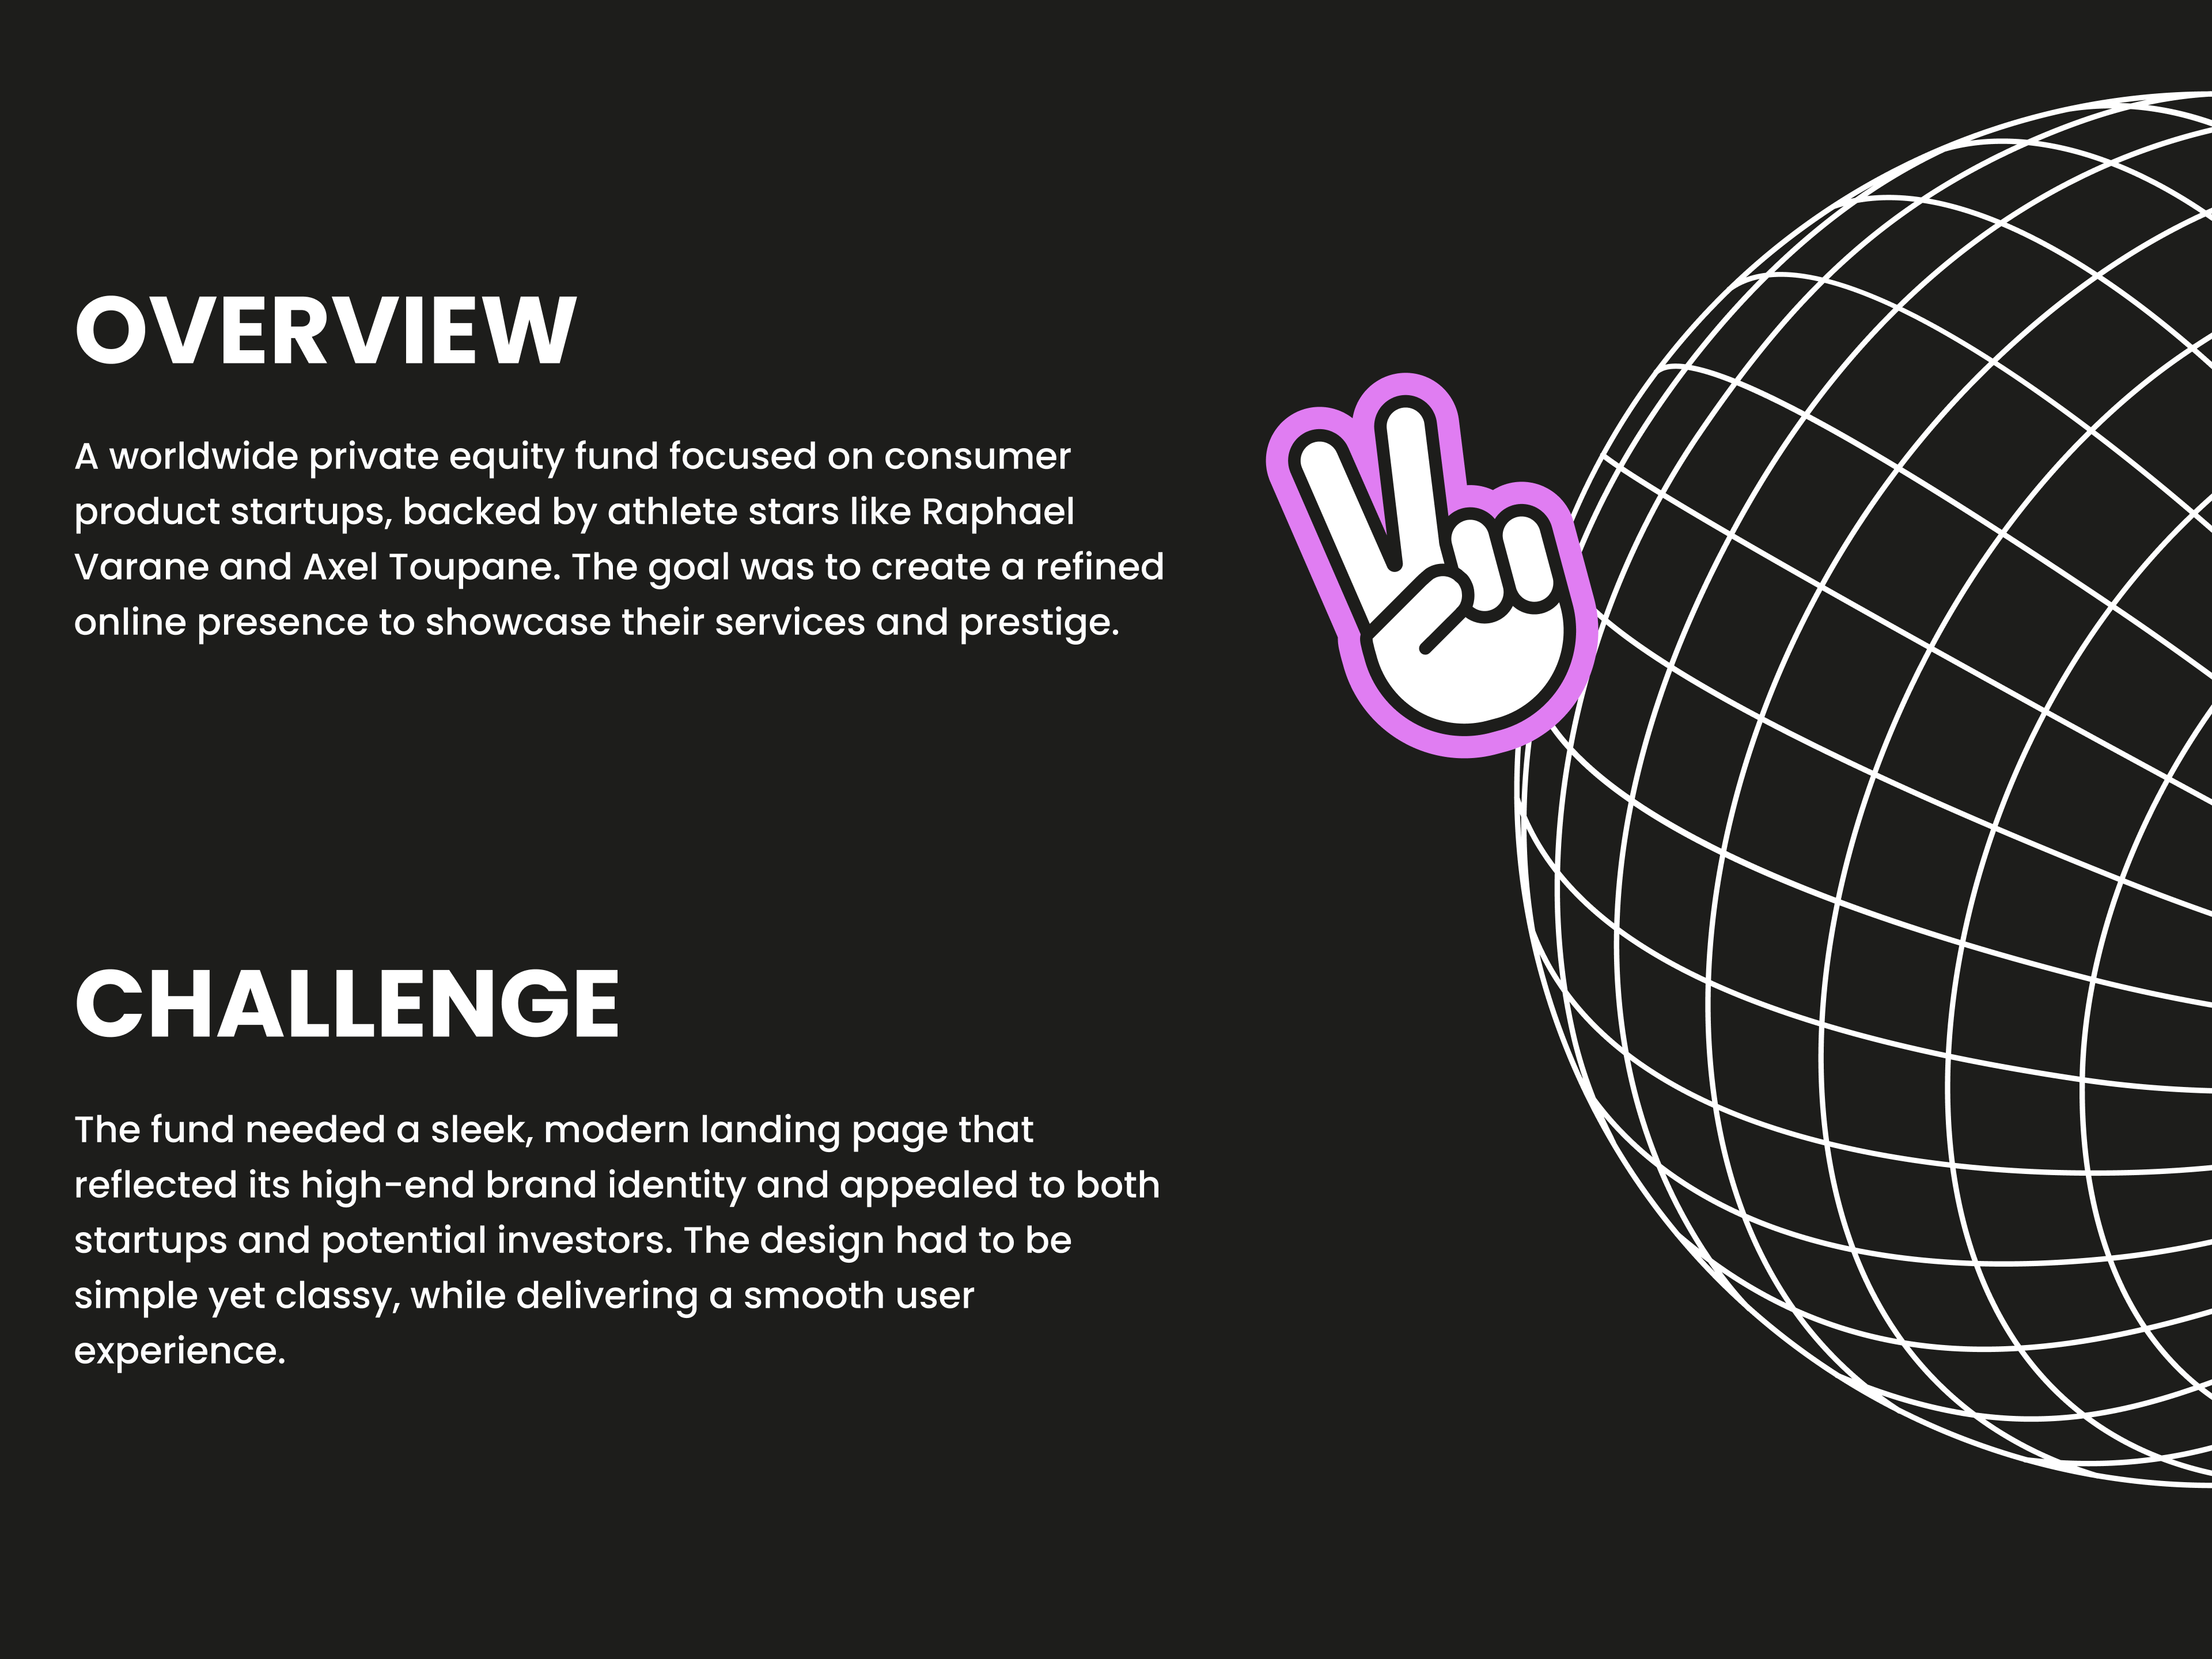 OVERVIEW
A worldwide private equity fund focused on consumer
product startups, backed by athlete stars like Raphael
Varane and Axel Toupane. The goal was to create a refined
online presence to showcase their services and prestige.
CHALLENGE
The fund needed a sleek, modern landing page that
reflected its high-end brand identity and appealed to both
startups and potential investors. The design had to be
simple yet classy, while delivering a smooth user
experience.